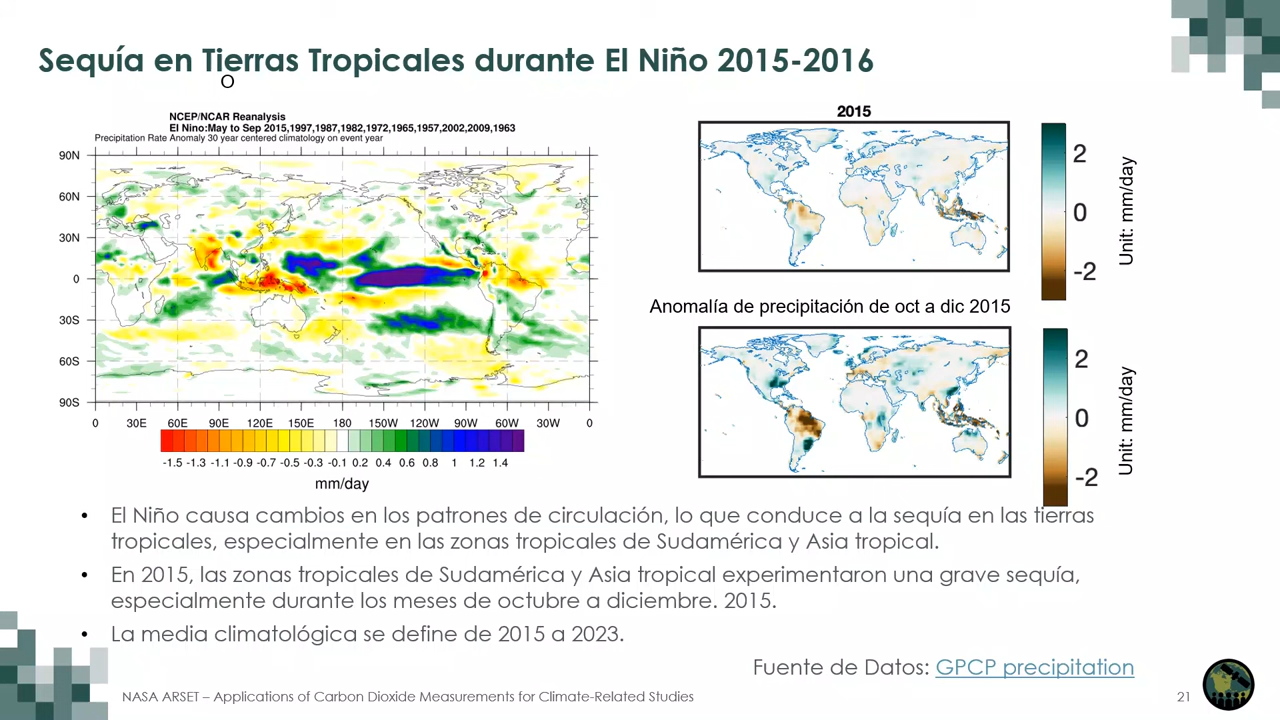 Sequía en Tierras Tropicales durante El Niño 2015-2016
O
NCEP/NCAR Reanalysis
El Nino:May to Sep 2015,1997,1987,1982,1972,1965,1957,2002,2009,1963
Precipitation Rate Anomaly 30 year centered climatology on event year
90N
60N
30N
0
30S
60S
90S
0 30E 60E 90E 120E 150E 180 150W 120W 90W 60W 30W 0
-1.5 -1.3 -1.1 -0.9 -0.7 -0.5 -0.3 -0.1 0.2 0.4 0.6 0.8 1 1.2 1.4
mm/day
2015
2
0
-2
Unit: mm/day
Anomalía de precipitación de oct a dic 2015
2
0
-2
Unit: mm/day
• El Niño causa cambios en los patrones de circulación, lo que conduce a la sequía en las tierras
tropicales, especialmente en las zonas tropicales de Sudamérica y Asia tropical.
• En 2015, las zonas tropicales de Sudamérica y Asia tropical experimentaron una grave sequía,
especialmente durante los meses de octubre a diciembre. 2015.
• La media climatológica se define de 2015 a 2023.
Fuente de Datos: GPCP precipitation
NASA ARSET – Applications of Carbon Dioxide Measurements for Climate-Related Studies
21